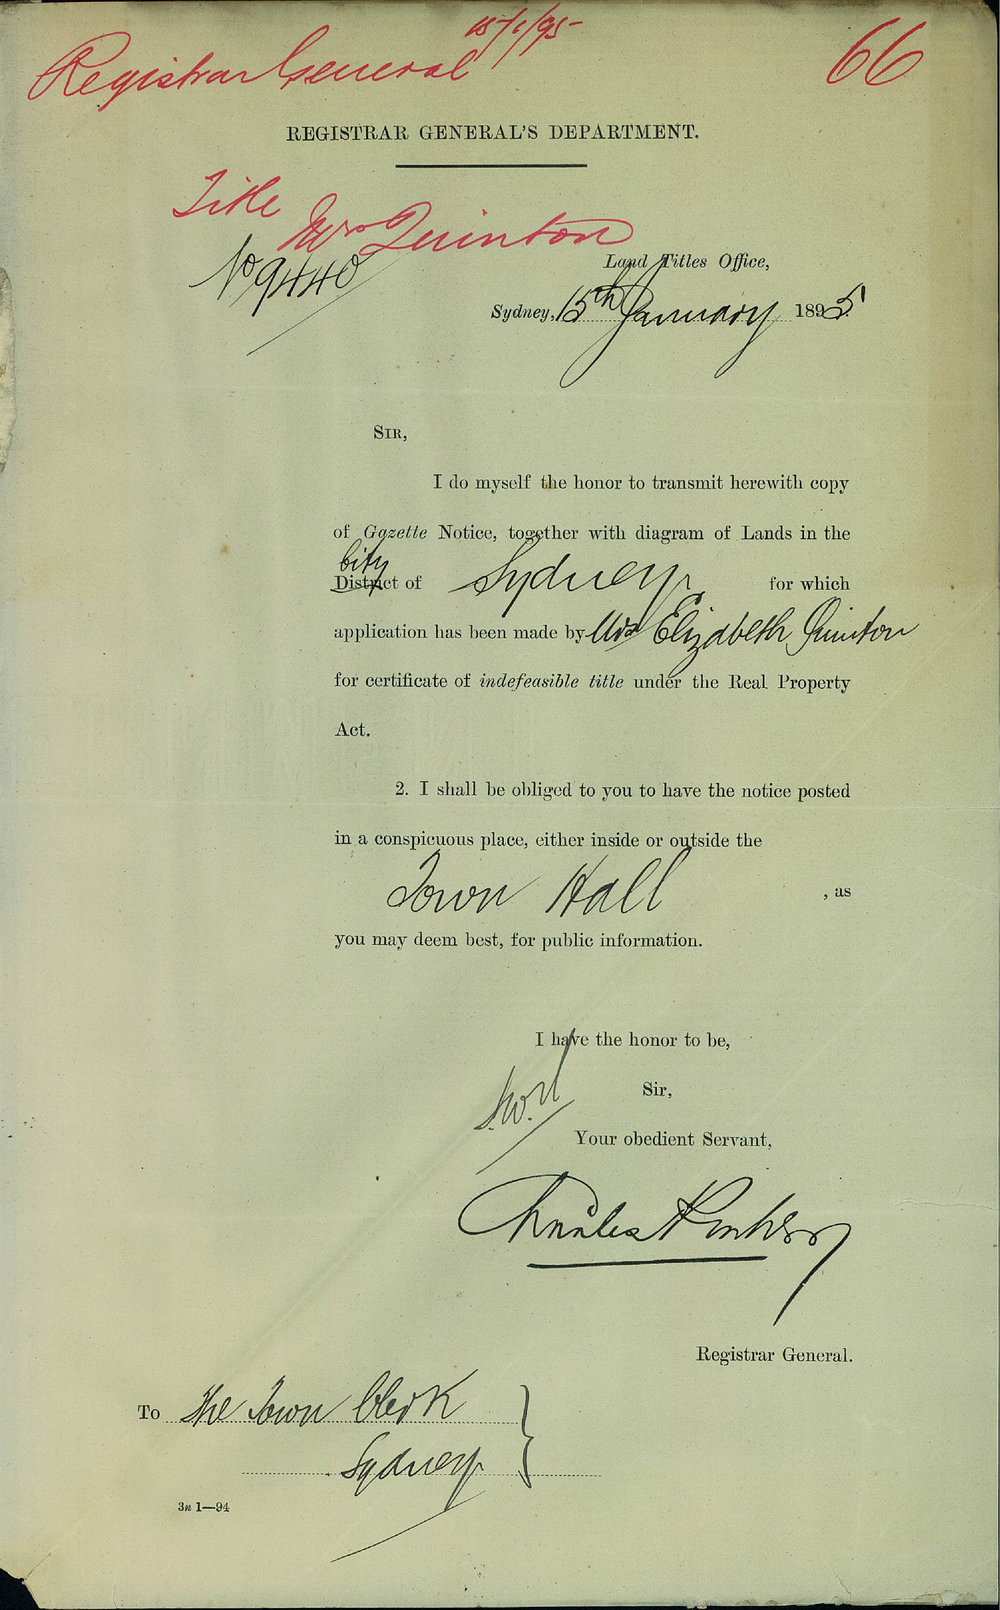 15/1/95
Registrar General
66
REGISTRAR GENERAL'S DEPARTMENT.
Title
Mrs Quinton
No 9440
Land Titles Office,
Sydney, 15th January 1895.
SIR,
I do myself the honor to transmit herewith copy
of Gazette Notice, together with diagram of Lands in the
City
District of Sydney, for which
application has been made by Mrs Elizabeth Quinton
for certificate of indefeasible title under the Real Property
Act.
2. I shall be obliged to you to have the notice posted
in a conspicuous place, either inside or outside the
Town Hall , as
you may deem best, for public information.
I have the honor to be,
Sir,
Your obedient Servant,
Charles
Registrar General.
To The Town Clerk
Sydney
3n 1—94